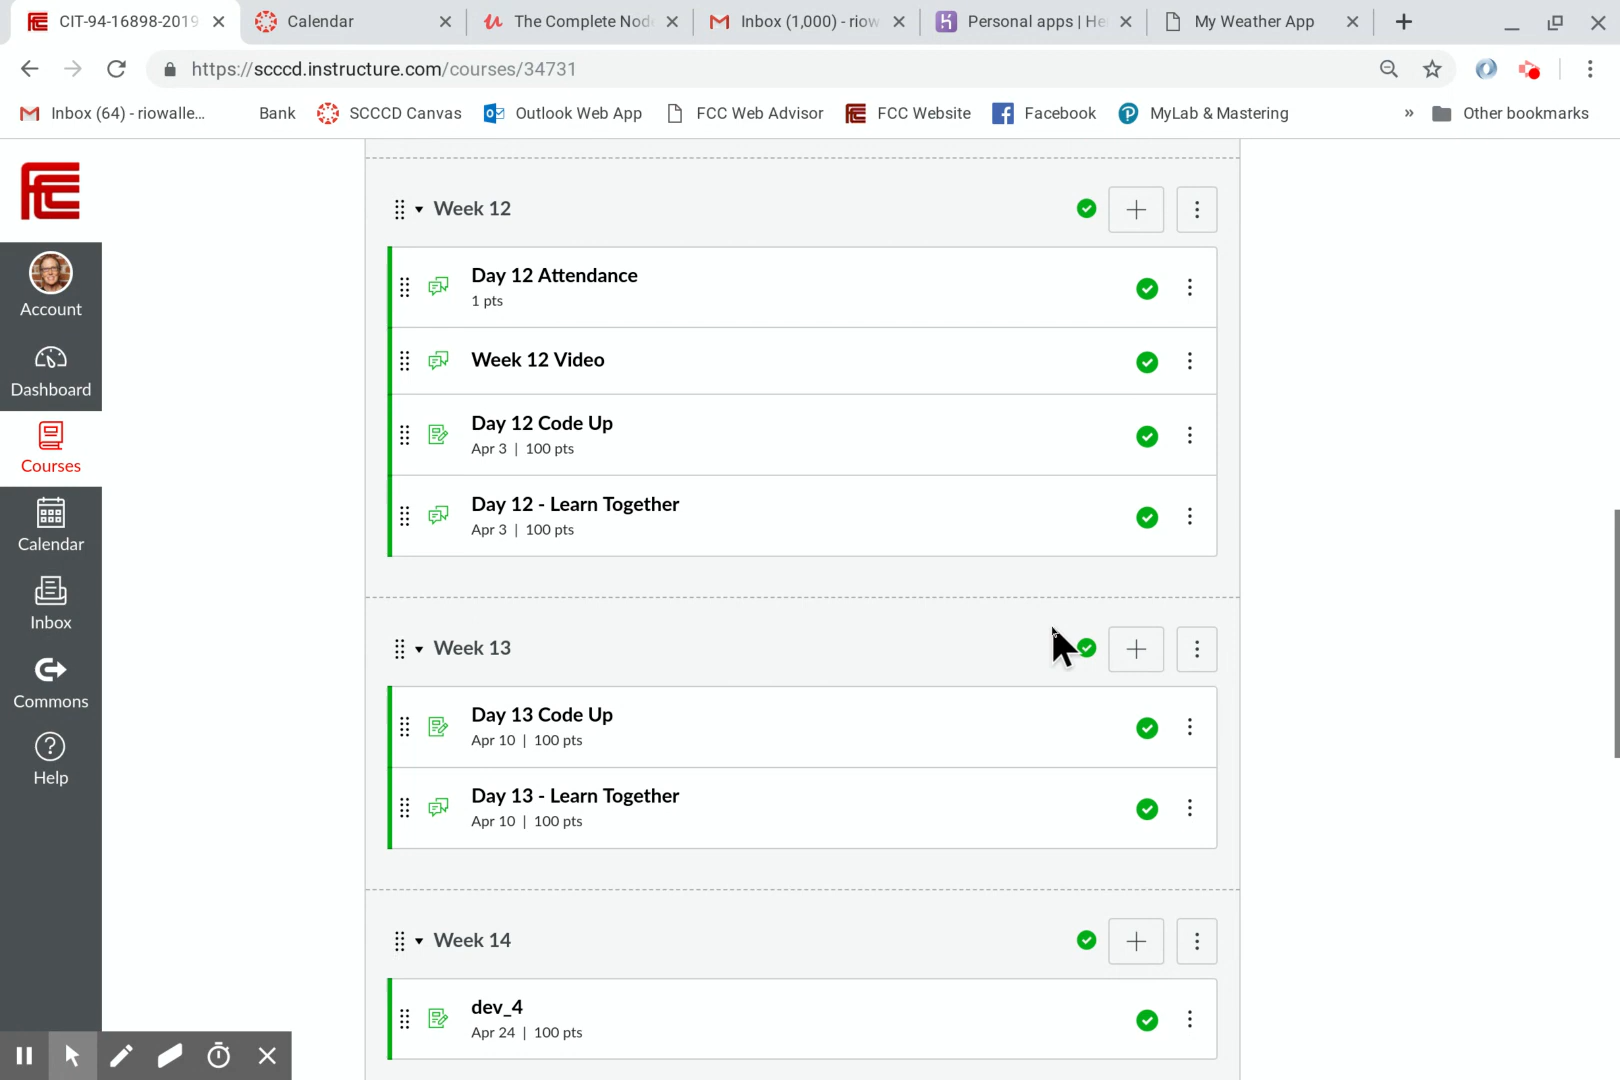 CIT-94-16898-2019
Calendar
The Complete Nod
Inbox (1,000) - riow
Personal apps | He
My Weather App
https://scccd.instructure.com/courses/34731
Inbox (64) - riowalle...
Bank
SCCCD Canvas
Outlook Web App
FCC Web Advisor
FCC Website
Facebook
MyLab & Mastering
»
Other bookmarks
Account
Dashboard
Courses
Calendar
Inbox
Commons
Help
Week 12
Day 12 Attendance
1 pts
Week 12 Video
Day 12 Code Up
Apr 3 | 100 pts
Day 12 - Learn Together
Apr 3 | 100 pts
Week 13
Day 13 Code Up
Apr 10 | 100 pts
Day 13 - Learn Together
Apr 10 | 100 pts
Week 14
dev_4
Apr 24 | 100 pts